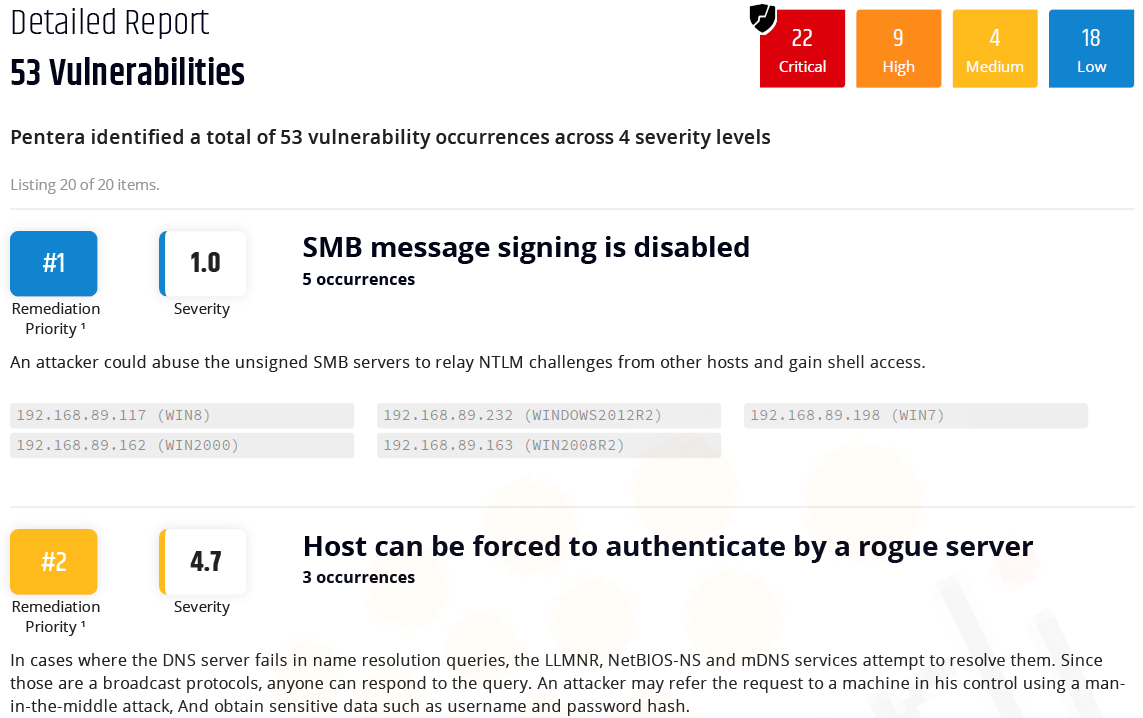 Detailed Report
53 Vulnerabilities
22
Critical
9
High
4
Medium
18
Low
Pentera identified a total of 53 vulnerability occurrences across 4 severity levels
Listing 20 of 20 items.
#1
Remediation
Priority ¹
1.0
Severity
SMB message signing is disabled
5 occurrences
An attacker could abuse the unsigned SMB servers to relay NTLM challenges from other hosts and gain shell access.
192.168.89.117 (WIN8)
192.168.89.232 (WINDOWS2012R2)
192.168.89.198 (WIN7)
192.168.89.162 (WIN2000)
192.168.89.163 (WIN2008R2)
#2
Remediation
Priority ¹
4.7
Severity
Host can be forced to authenticate by a rogue server
3 occurrences
In cases where the DNS server fails in name resolution queries, the LLMNR, NetBIOS-NS and mDNS services attempt to resolve them. Since
those are a broadcast protocols, anyone can respond to the query. An attacker may refer the request to a machine in his control using a man-
in-the-middle attack, And obtain sensitive data such as username and password hash.